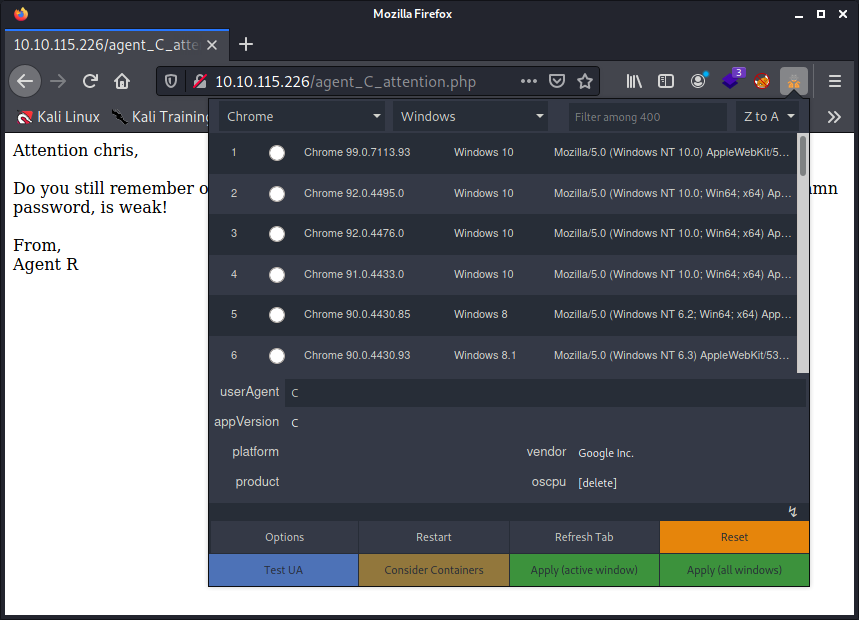 Mozilla Firefox
10.10.115.226/agent_C_atte
10.10.115.226/agent_C_attention.php
3
Kali Linux
Kali Training
Chrome Windows Filter among 400 Z to A
Attention chris,
Do you still remember o
mn
password, is weak!
From,
Agent R
1 Chrome 99.0.7113.93 Windows 10 Mozilla/5.0 (Windows NT 10.0) AppleWebKit/5...
2 Chrome 92.0.4495.0 Windows 10 Mozilla/5.0 (Windows NT 10.0; Win64; x64) Ap...
3 Chrome 92.0.4476.0 Windows 10 Mozilla/5.0 (Windows NT 10.0; Win64; x64) Ap...
4 Chrome 91.0.4433.0 Windows 10 Mozilla/5.0 (Windows NT 10.0; Win64; x64) Ap...
5 Chrome 90.0.4430.85 Windows 8 Mozilla/5.0 (Windows NT 6.2; Win64; x64) App...
6 Chrome 90.0.4430.93 Windows 8.1 Mozilla/5.0 (Windows NT 6.3) AppleWebKit/53...
userAgent C
appVersion C
platform vendor Google Inc.
product oscpu [delete]
Options Restart Refresh Tab Reset
Test UA Consider Containers Apply (active window) Apply (all windows)